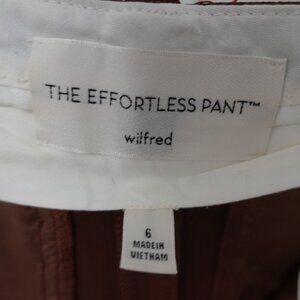 THE EFFORTLESS PANT™
wilfred
6
MADE IN
VIETNAM